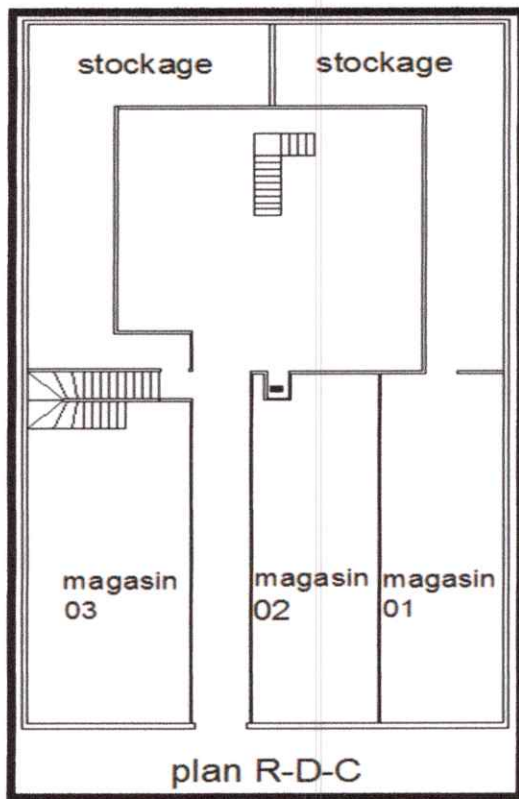 stockage stockage
magasin 03
magasin 02
magasin 01
plan R-D-C